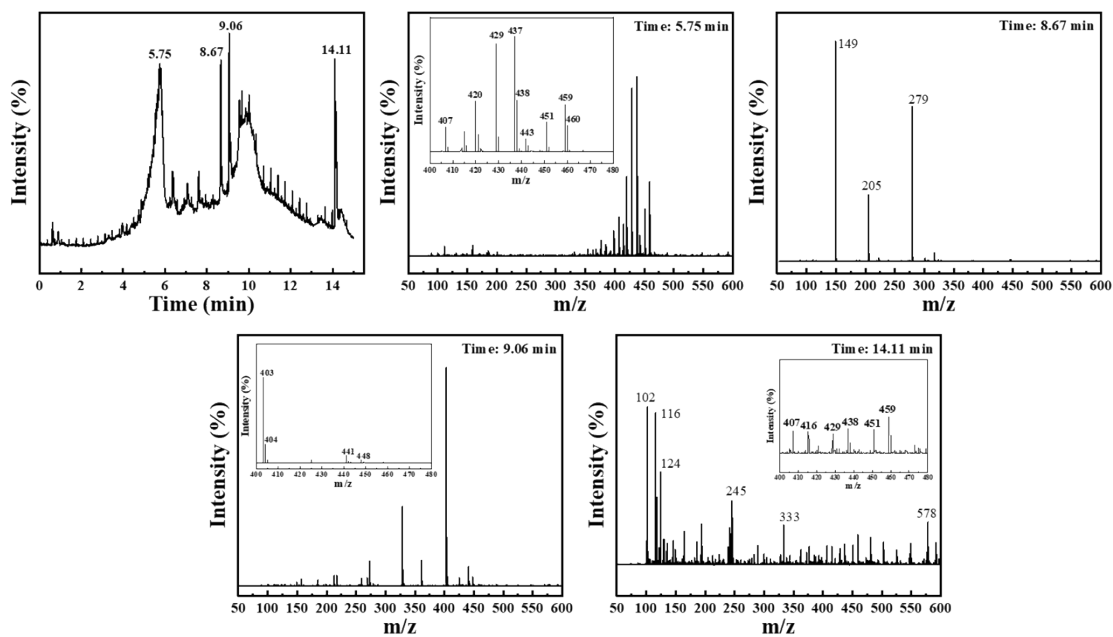 Intensity (%)
5.75
8.67
9.06
14.11
0 2 4 6 8 10 12 14
Time (min)
Intensity (%)
Time: 5.75 min
Intensity (%)
407
420
429
437
438
443
451
459
460
400 410 420 430 440 450 460 470 480
m/z
50 100 150 200 250 300 350 400 450 500 550 600
m/z
Intensity (%)
Time: 8.67 min
149
205
279
50 100 150 200 250 300 350 400 450 500 550 600
m/z
Intensity (%)
Time: 9.06 min
Intensity (%)
403
404
441
448
400 410 420 430 440 450 460 470 480
m/z
50 100 150 200 250 300 350 400 450 500 550 600
m/z
Intensity (%)
Time: 14.11 min
102
116
124
245
333
578
Intensity (%)
407
416
429
438
451
459
400 410 420 430 440 450 460 470 480
m/z
50 100 150 200 250 300 350 400 450 500 550 600
m/z